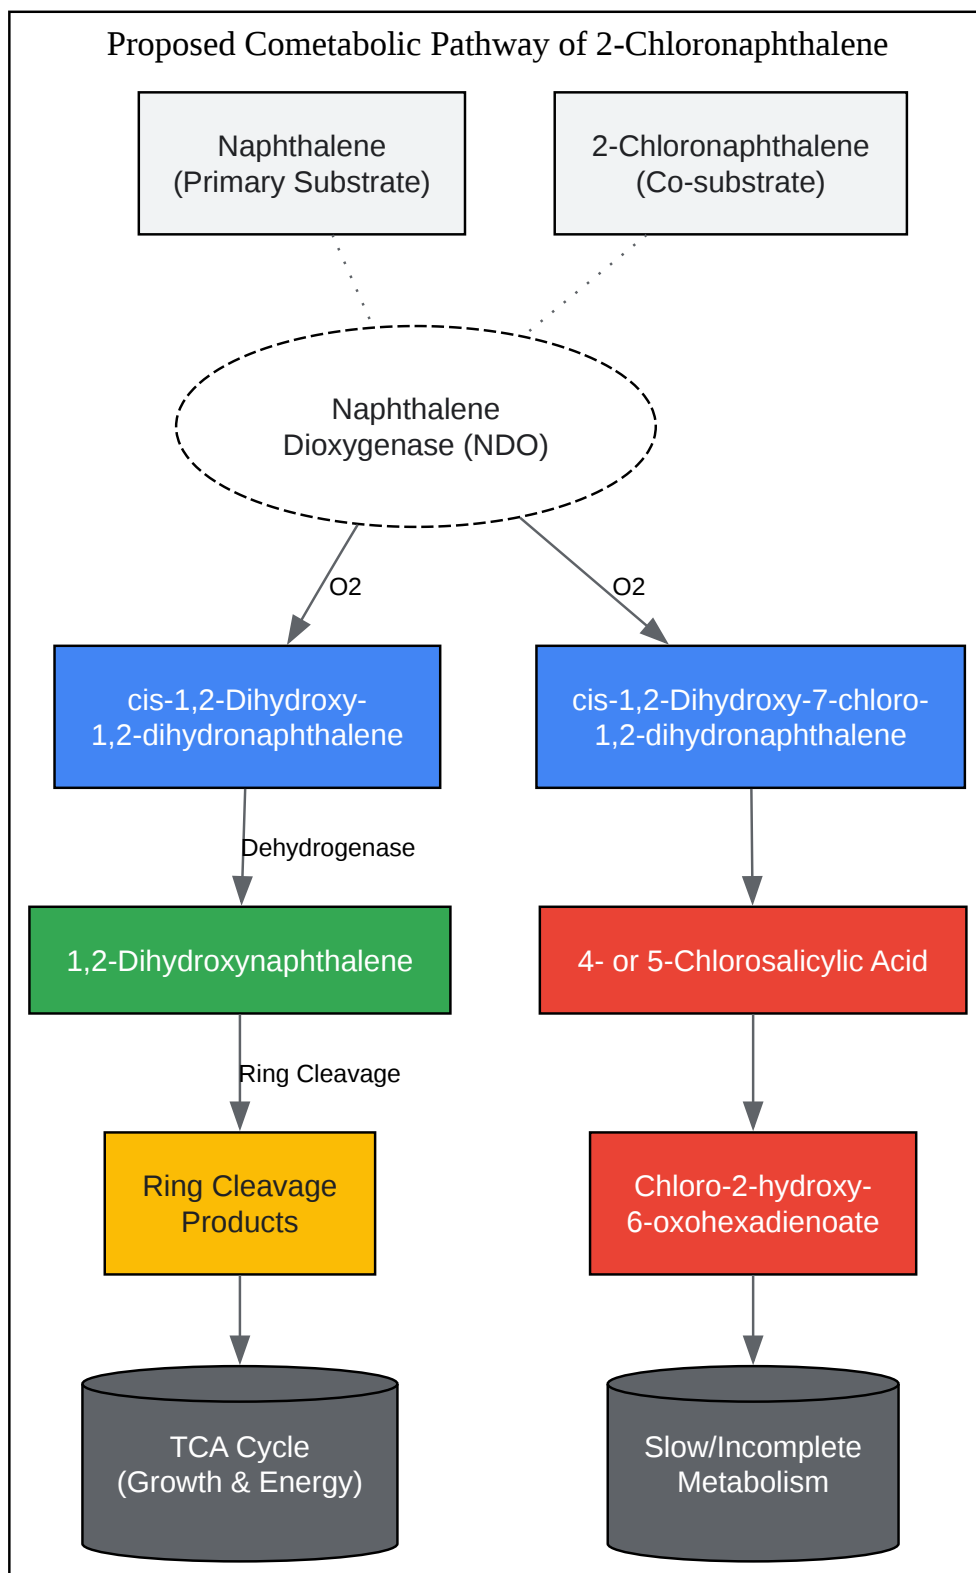 Proposed Cometabolic Pathway of 2-Chloronaphthalene
Naphthalene
(Primary Substrate)
2-Chloronaphthalene
(Co-substrate)
Naphthalene
Dioxygenase (NDO)
O2
O2
cis-1,2-Dihydroxy-
1,2-dihydronaphthalene
cis-1,2-Dihydroxy-7-chloro-
1,2-dihydronaphthalene
Dehydrogenase
1,2-Dihydroxynaphthalene
4- or 5-Chlorosalicylic Acid
Ring Cleavage
Ring Cleavage
Products
Chloro-2-hydroxy-
6-oxohexadienoate
TCA Cycle
(Growth & Energy)
Slow/Incomplete
Metabolism